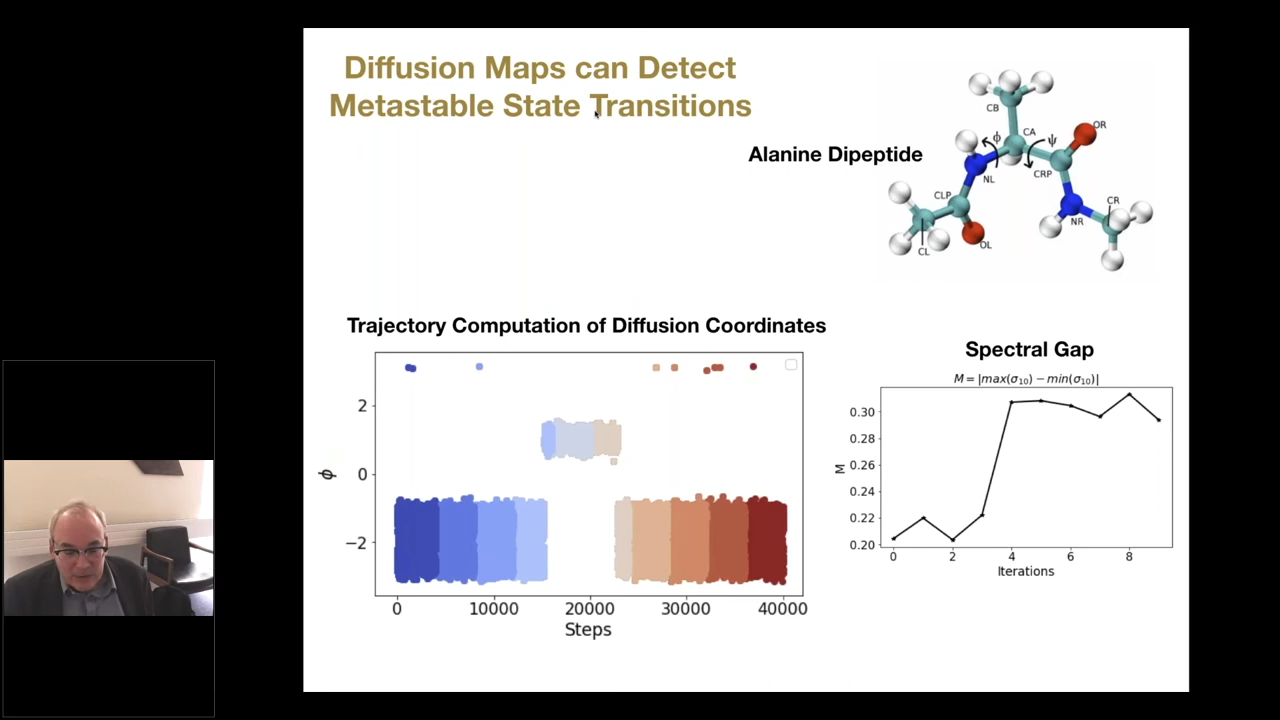 Diffusion Maps can Detect
Metastable State Transitions
Alanine Dipeptide
CB
OR
ϕ
CA
ψ
NL
CRP
CLP
CR
NR
OL
CL
Trajectory Computation of Diffusion Coordinates
2
0
−2
ϕ
0 10000 20000 30000 40000
Steps
Spectral Gap
M = |max(σ₁₀) − min(σ₁₀)|
0.30
0.28
0.26
0.24
0.22
0.20
M
0 2 4 6 8
Iterations